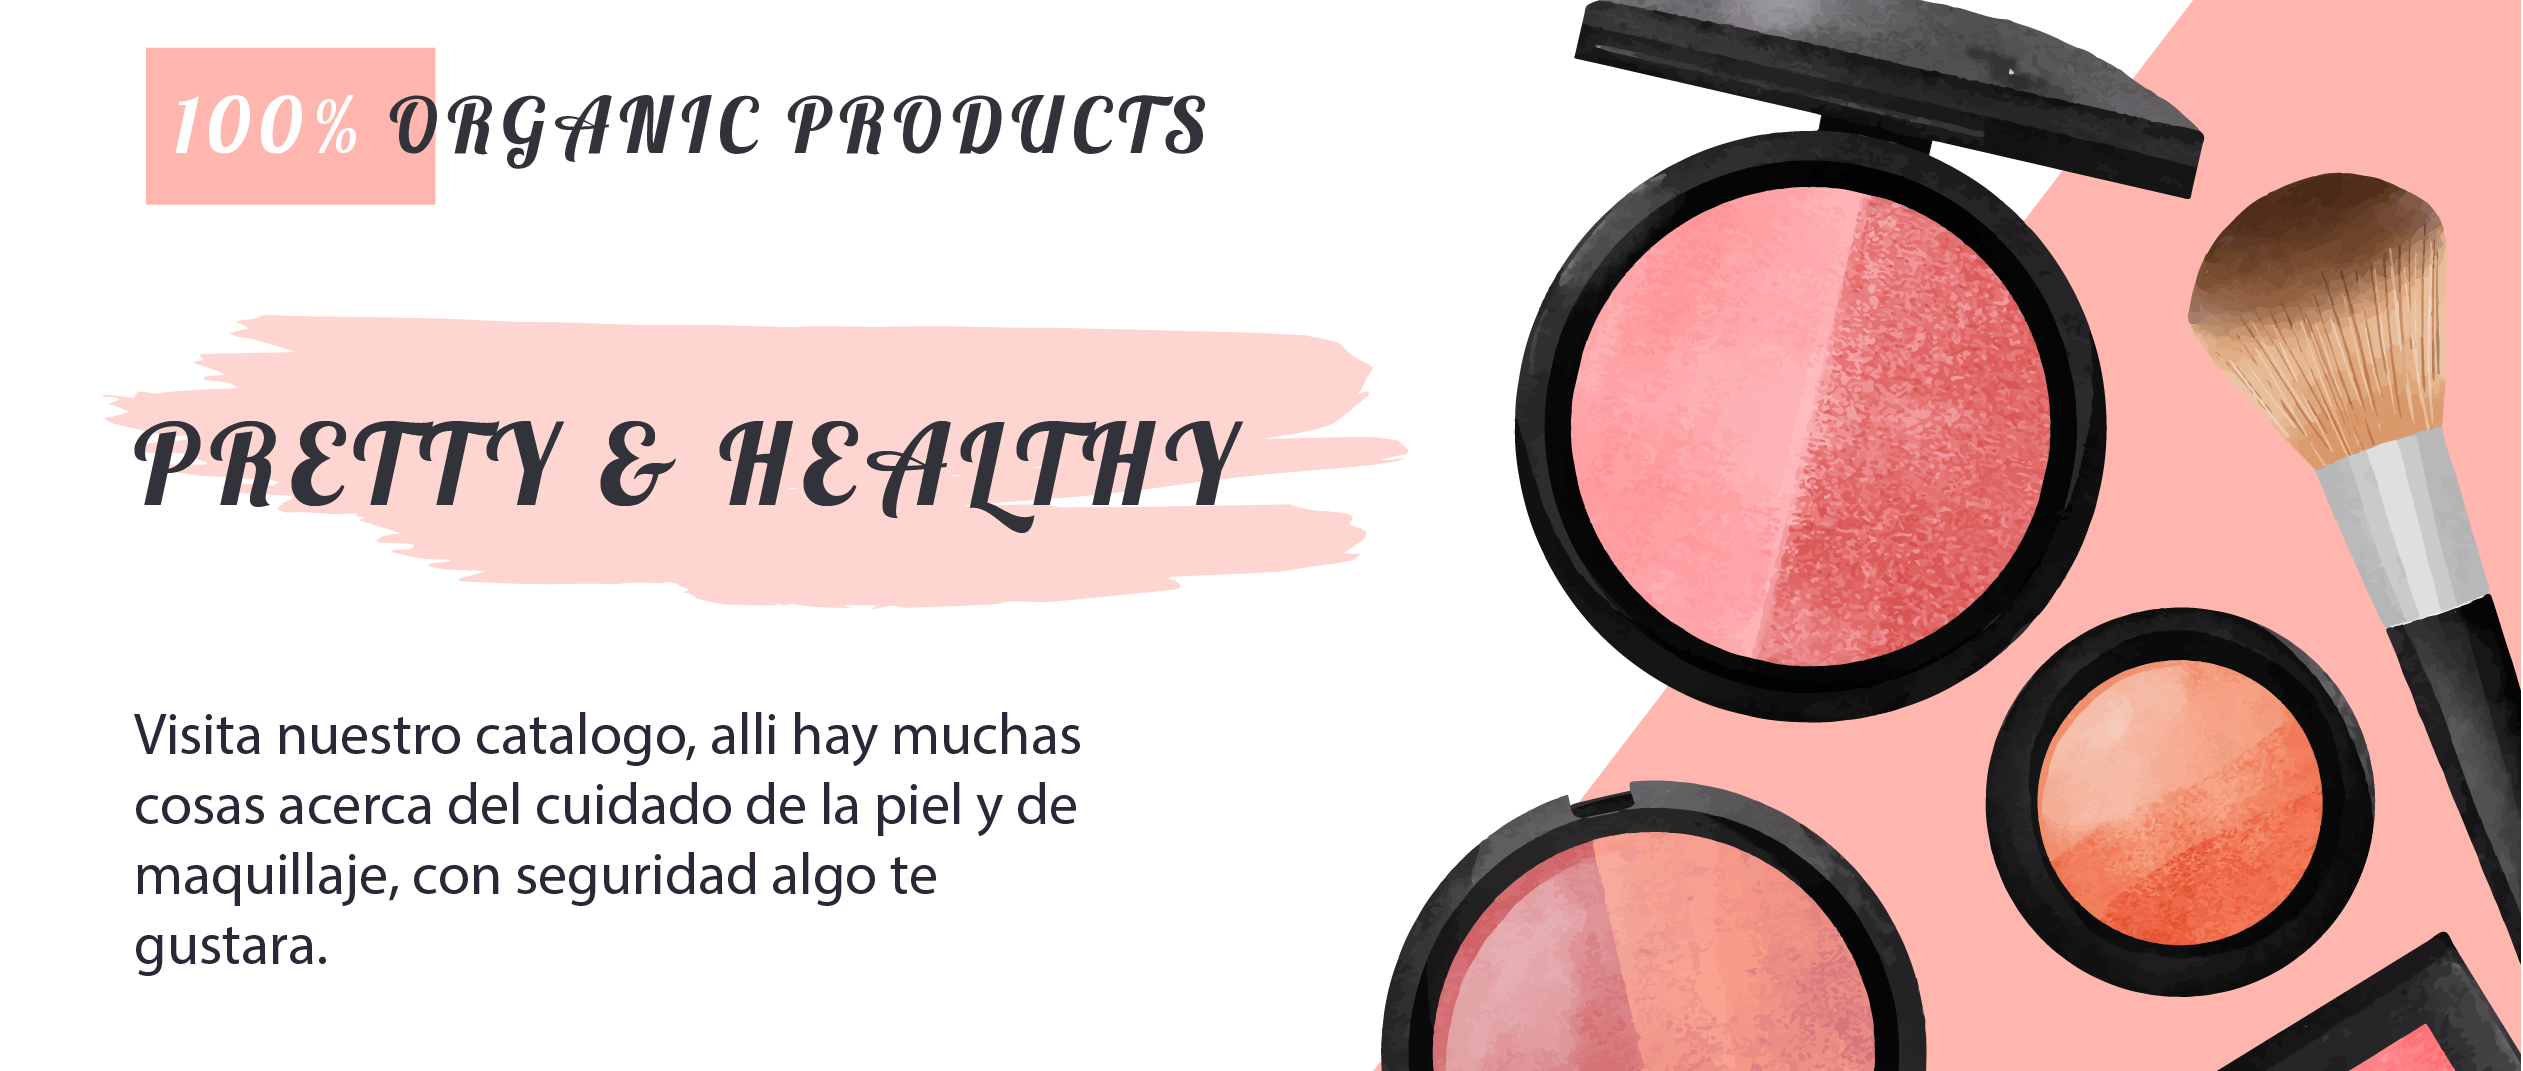 100% ORGANIC PRODUCTS
PRETTY & HEALTHY
Visita nuestro catalogo, alli hay muchas
cosas acerca del cuidado de la piel y de
maquillaje, con seguridad algo te
gustara.